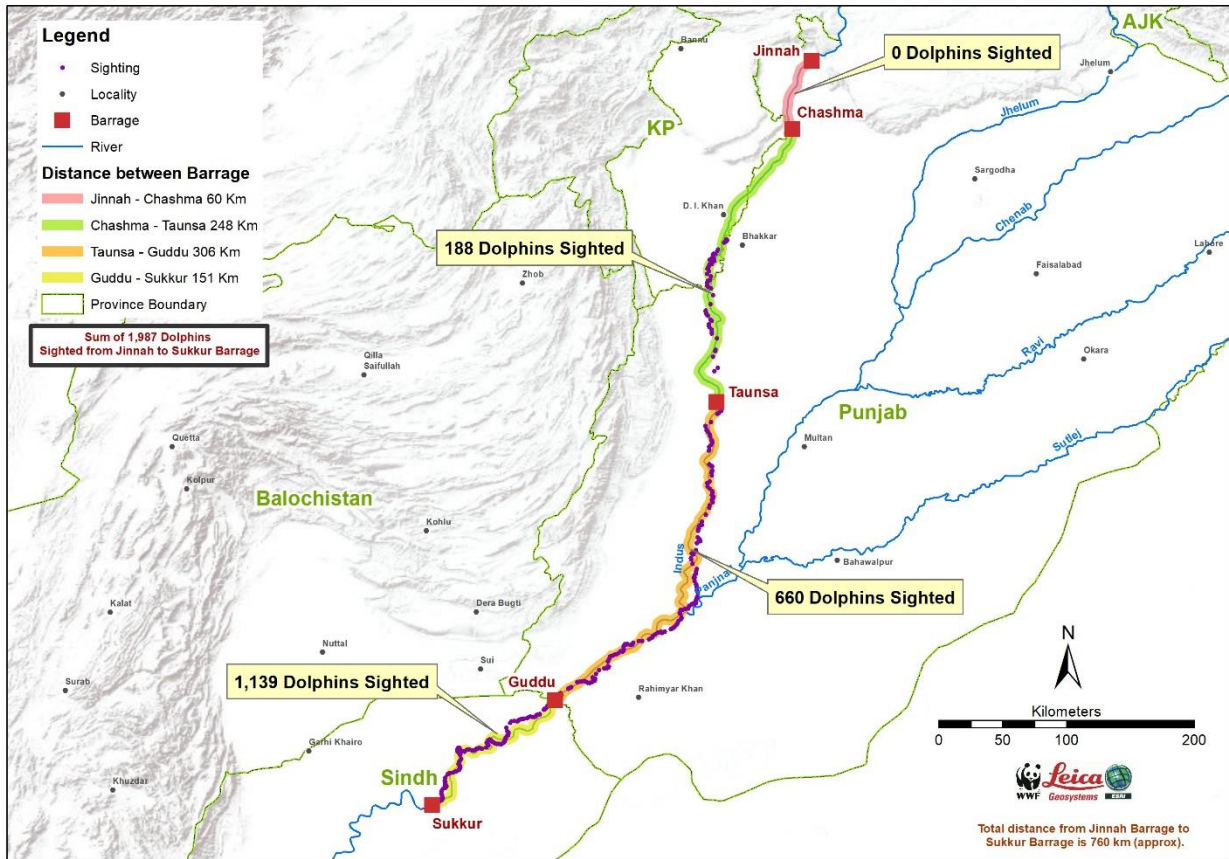 Legend
Sighting
Locality
Barrage
River
Distance between Barrage
Jinnah - Chashma 60 Km
Chashma - Taunsa 248 Km
Taunsa - Guddu 306 Km
Guddu - Sukkur 151 Km
Province Boundary
Sum of 1,987 Dolphins
Sighted from Jinnah to Sukkur Barrage
AJK
Bannu
Jinnah
0 Dolphins Sighted
Jhelum
Jhelum
Chashma
KP
Sargodha
Chenab
D. I. Khan
Bhakkar
188 Dolphins Sighted
Lahore
Faisalabad
Zhob
Ravi
Okara
Qilla
Saifullah
Taunsa
Punjab
Multan
Sutlej
Quetta
Kolpur
Balochistan
Kohlu
Indus
Panjnad
Bahawalpur
660 Dolphins Sighted
Kalat
Dera Bugti
Nuttal
Sui
1,139 Dolphins Sighted
Surab
Guddu
Rahimyar Khan
N
Kilometers
0 50 100 200
Garhi Khairo
Khuzdar
Sindh
Sukkur
WWF
Leica
Geosystems
ESRI
Total distance from Jinnah Barrage to
Sukkur Barrage is 760 km (approx).